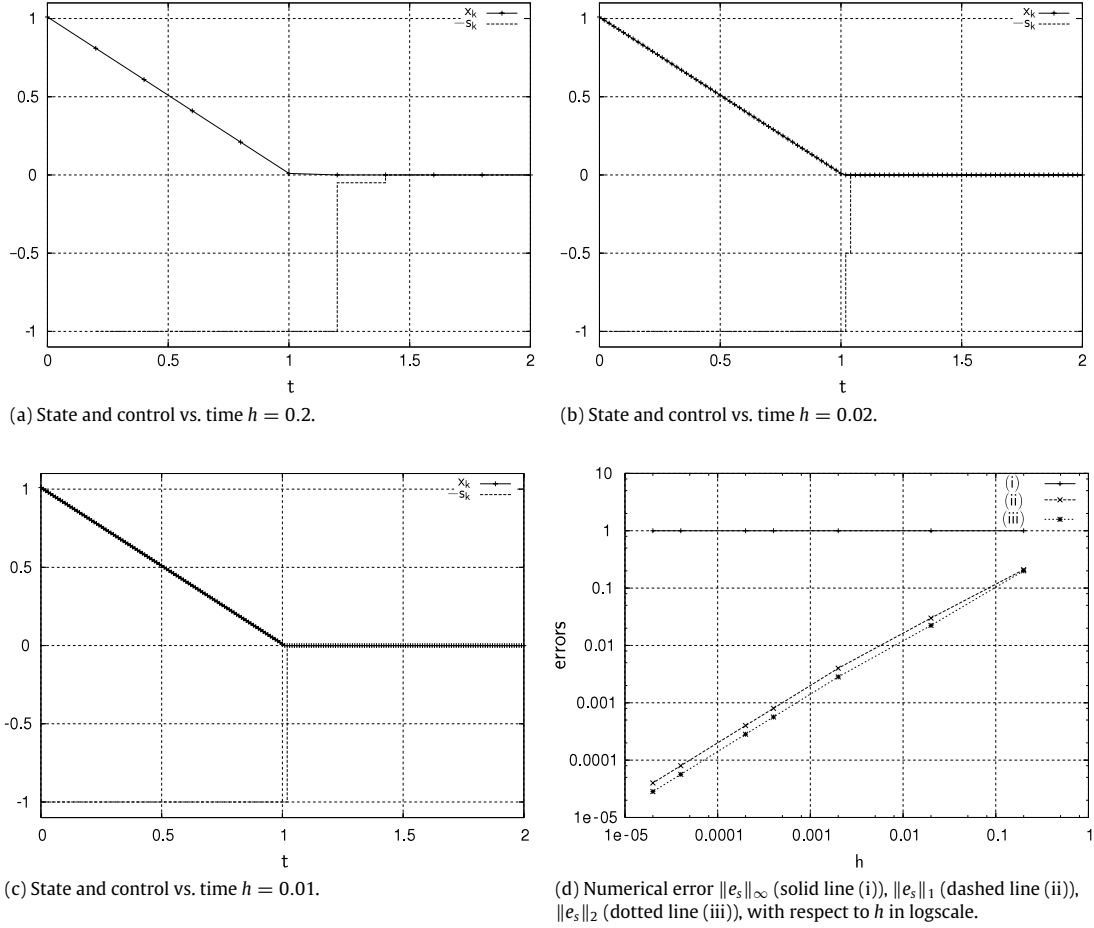 x_k
−s_k
1
0.5
0
−0.5
-1
0 0.5 1 1.5 2
t
(a) State and control vs. time h = 0.2.
x_k
−s_k
1
0.5
0
−0.5
-1
0 0.5 1 1.5 2
t
(b) State and control vs. time h = 0.02.
x_k
−s_k
1
0.5
0
-0.5
-1
0 0.5 1 1.5 2
t
(c) State and control vs. time h = 0.01.
(i)
(ii)
(iii)
10
1
0.1
0.01
0.001
0.0001
1e-05
errors
1e-05 0.0001 0.001 0.01 0.1 1
h
(d) Numerical error ∥e_s∥_∞ (solid line (i)), ∥e_s∥_1 (dashed line (ii)),
∥e_s∥_2 (dotted line (iii)), with respect to h in logscale.